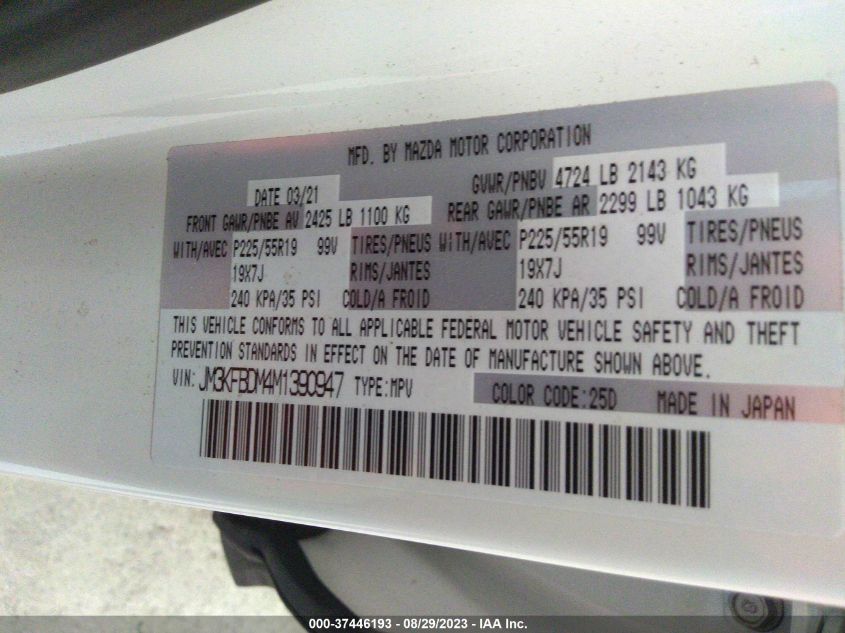 MFD. BY MAZDA MOTOR CORPORATION
DATE 03/21 GVWR/PNBV 4724 LB 2143 KG
FRONT GAWR/PNBE AV 2425 LB 1100 KG REAR GAWR/PNBE AR 2299 LB 1043 KG
WITH/AVEC P225/55R19 99V TIRES/PNEUS WITH/AVEC P225/55R19 99V TIRES/PNEUS
19X7J RIMS/JANTES 19X7J RIMS/JANTES
240 KPA/35 PSI COLD/A FROID 240 KPA/35 PSI COLD/A FROID
THIS VEHICLE CONFORMS TO ALL APPLICABLE FEDERAL MOTOR VEHICLE SAFETY AND THEFT
PREVENTION STANDARDS IN EFFECT ON THE DATE OF MANUFACTURE SHOWN ABOVE.
VIN: JM3KFBDM4M1390947 TYPE:MPV COLOR CODE:25D MADE IN JAPAN
000-37446193 - 08/29/2023 - IAA Inc.